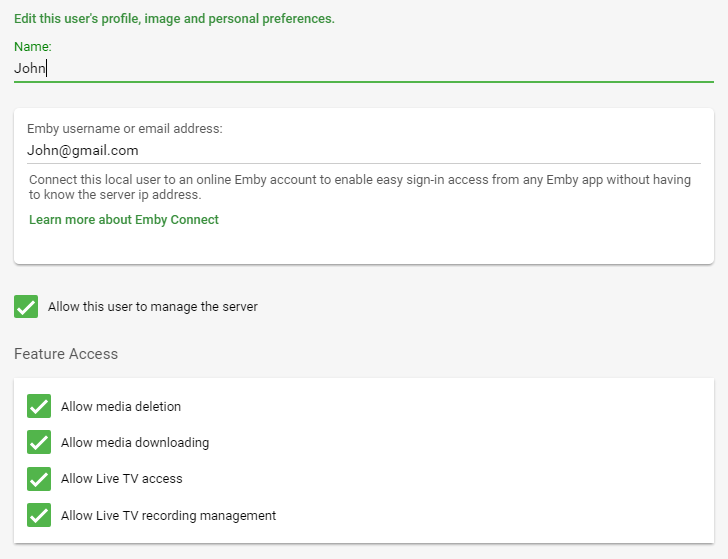 Edit this user's profile, image and personal preferences.
Name:
John
Emby username or email address:
John@gmail.com
Connect this local user to an online Emby account to enable easy sign-in access from any Emby app without having
to know the server ip address.
Learn more about Emby Connect
Allow this user to manage the server
Feature Access
Allow media deletion
Allow media downloading
Allow Live TV access
Allow Live TV recording management